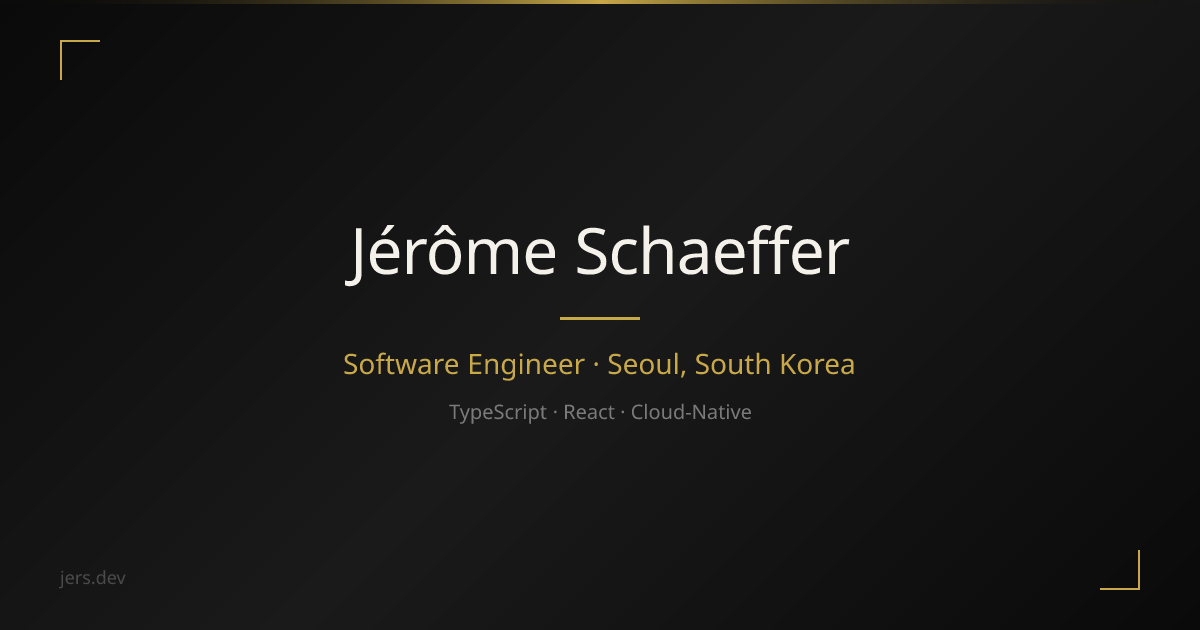 Jérôme Schaeffer
Software Engineer · Seoul, South Korea
TypeScript · React · Cloud-Native
jers.dev